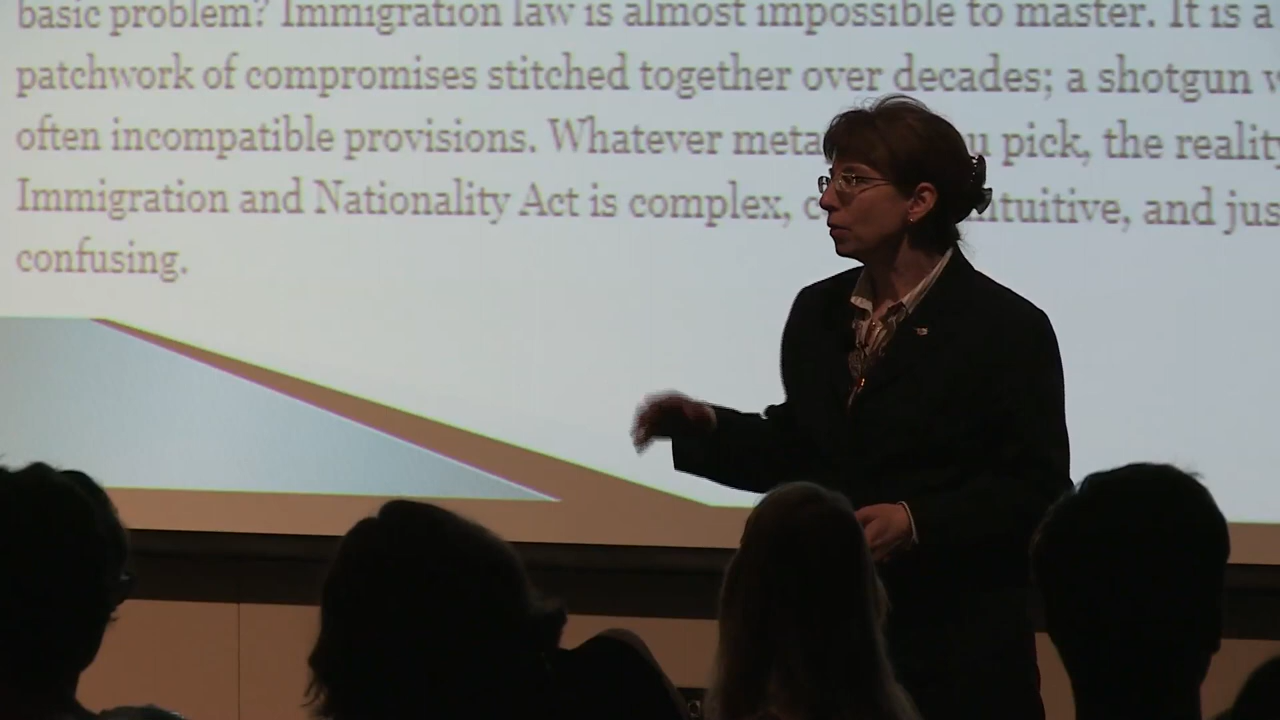 basic problem? Immigration law is almost impossible to master. It is a
patchwork of compromises stitched together over decades; a shotgun w
often incompatible provisions. Whatever meta u pick, the reality
Immigration and Nationality Act is complex, c ntuitive, and jus
confusing.